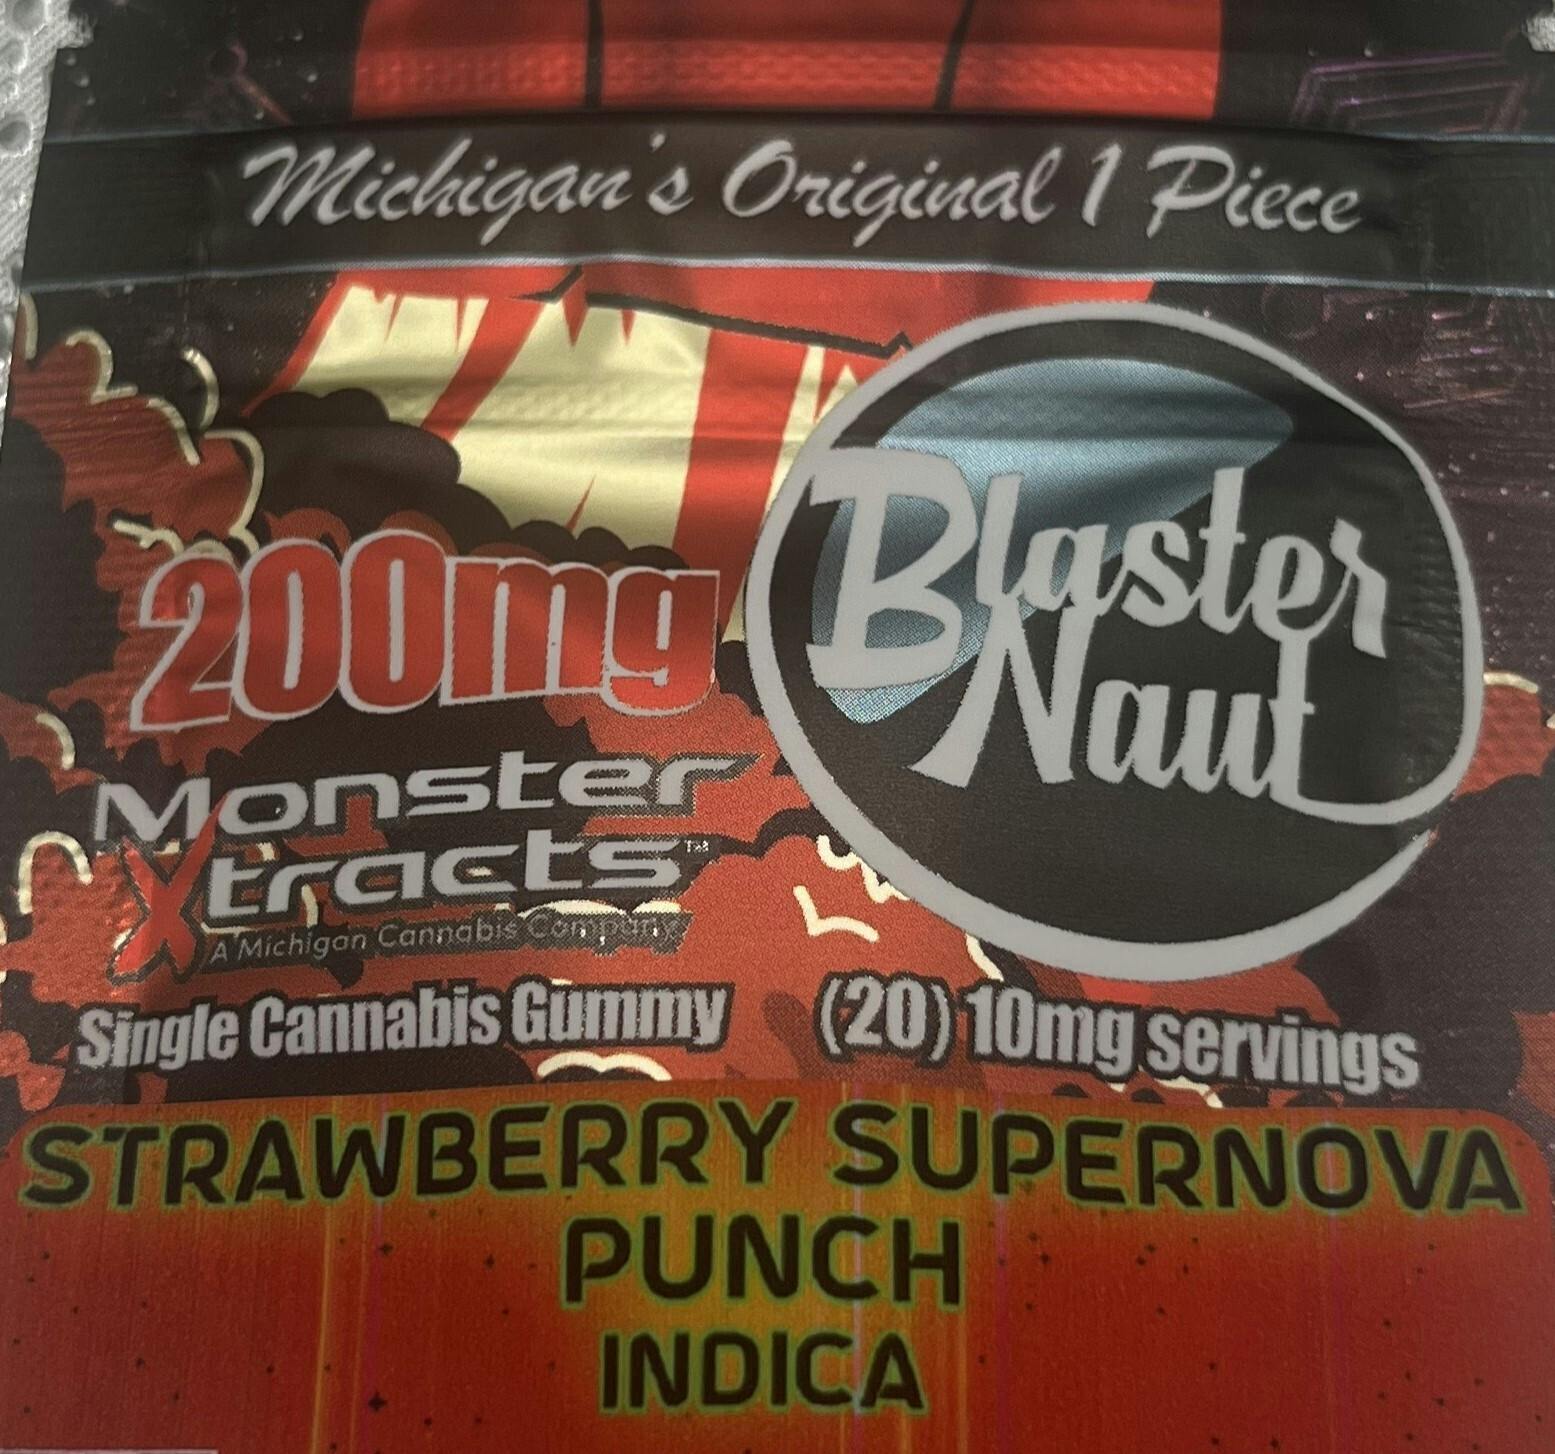 Michigan's Original 1 Piece
Blaster
Naut
200mg
Monster
Xtracts™
A Michigan Cannabis Company
Single Cannabis Gummy
(20) 10mg servings
STRAWBERRY SUPERNOVA
PUNCH
INDICA